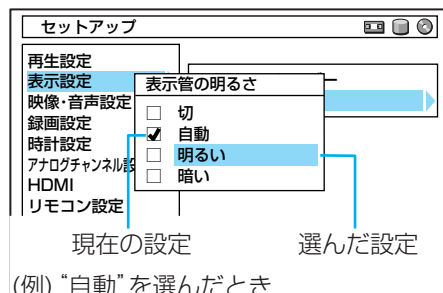 セットアップ
再生設定
表示設定
映像・音声設定
録画設定
時計設定
アナログチャンネル設
HDMI
リモコン設定
表示管の明るさ
切
自動
明るい
暗い
現在の設定
選んだ設定
(例)“自動”を選んだとき